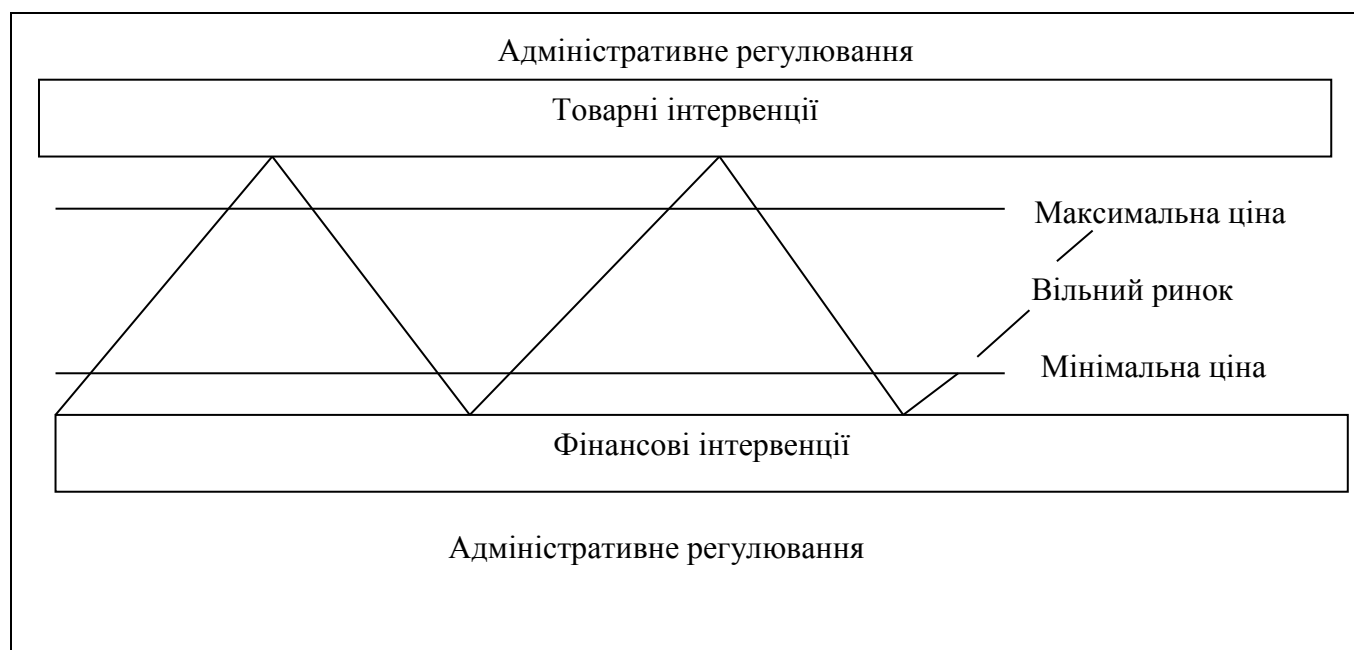 Адміністративне регулювання
Товарні інтервенції
Максимальна ціна
Вільний ринок
Мінімальна ціна
Фінансові інтервенції
Адміністративне регулювання